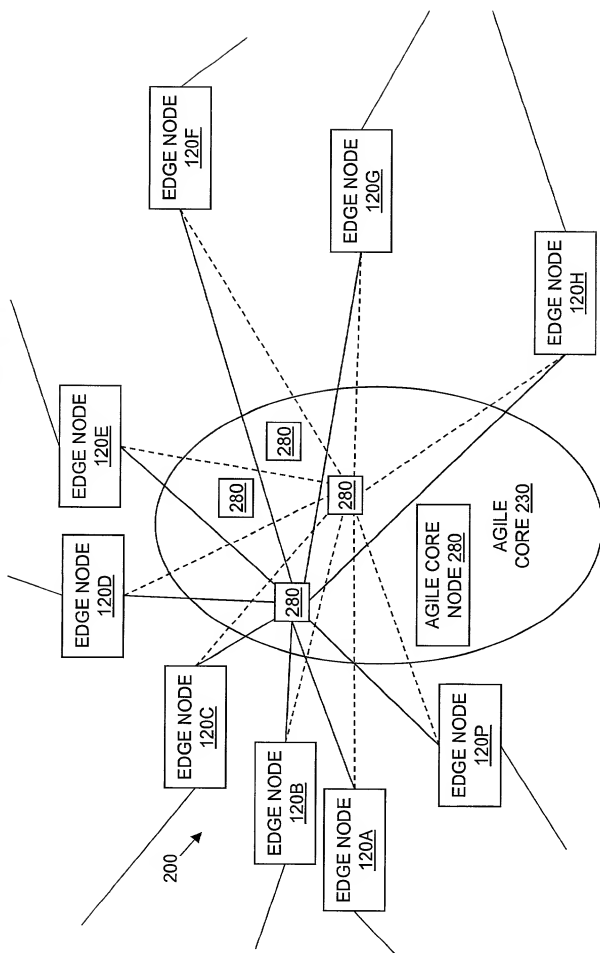 EDGE NODE
120D
EDGE NODE
120E
200
EDGE NODE
120C
EDGE NODE
120F
280
EDGE NODE
120B
280
280
EDGE NODE
120A
280
EDGE NODE
120G
AGILE CORE
NODE 280
EDGE NODE
120P
AGILE
CORE 230
EDGE NODE
120H